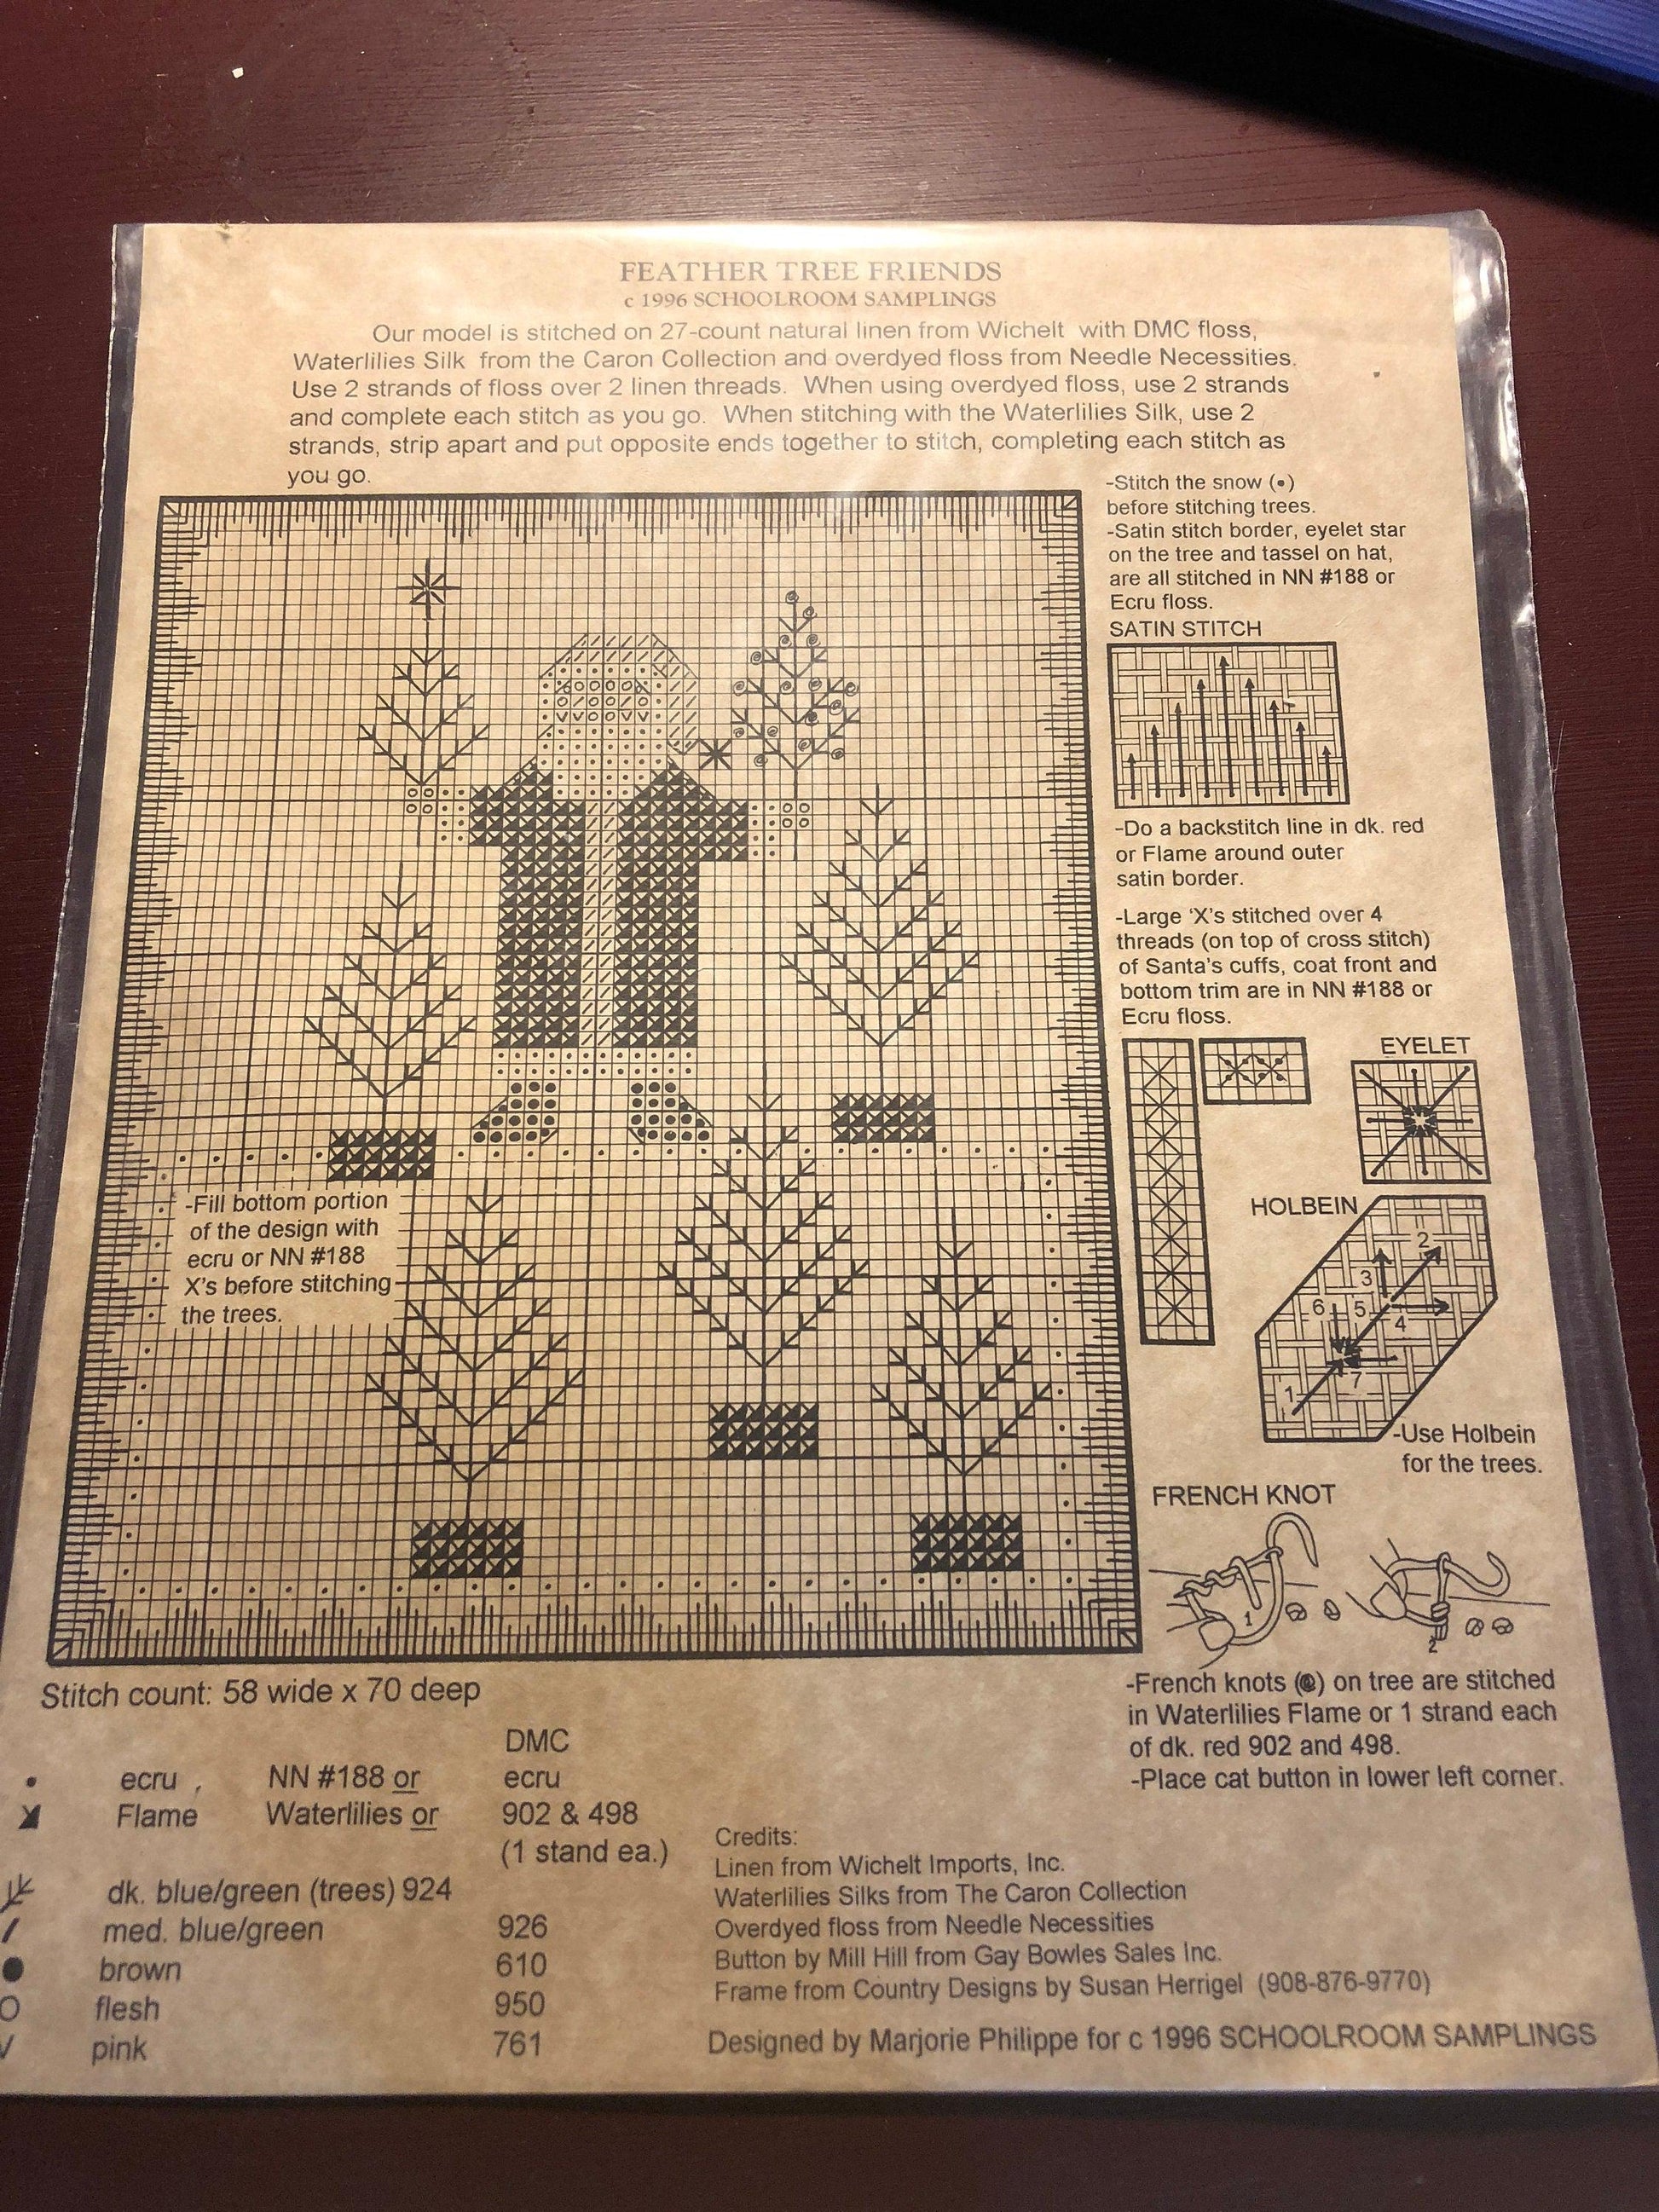 FEATHER TREE FRIENDS
c 1996 SCHOOLROOM SAMPLINGS
Our model is stitched on 27-count natural linen from Wichelt with DMC floss,
Waterlilies Silk from the Caron Collection and overdyed floss from Needle Necessities.
Use 2 strands of floss over 2 linen threads. When using overdyed floss, use 2 strands
and complete each stitch as you go. When stitching with the Waterlilies Silk, use 2
strands, strip apart and put opposite ends together to stitch, completing each stitch as
you go.
-Stitch the snow (•)
before stitching trees.
-Satin stitch border, eyelet star
on the tree and tassel on hat,
are all stitched in NN #188 or
Ecru floss.
SATIN STITCH
-Do a backstitch line in dk. red
or Flame around outer
satin border.
-Large 'X's stitched over 4
threads (on top of cross stitch)
of Santa's cuffs, coat front and
bottom trim are in NN #188 or
Ecru floss.
EYELET
HOLBEIN
2
3
6
5
4
7
1
-Use Holbein
for the trees.
FRENCH KNOT
1
2
-French knots (@) on tree are stitched
in Waterlilies Flame or 1 strand each
of dk. red 902 and 498.
-Place cat button in lower left corner.
-Fill bottom portion
of the design with
ecru or NN #188
X's before stitching
the trees.
Stitch count: 58 wide x 70 deep
DMC
• ecru NN #188 or ecru
Flame Waterlilies or 902 & 498
(1 stand ea.)
dk. blue/green (trees) 924
/ med. blue/green 926
● brown 610
O flesh 950
V pink 761
Credits:
Linen from Wichelt Imports, Inc.
Waterlilies Silks from The Caron Collection
Overdyed floss from Needle Necessities
Button by Mill Hill from Gay Bowles Sales Inc.
Frame from Country Designs by Susan Herrigel (908-876-9770)
Designed by Marjorie Philippe for c 1996 SCHOOLROOM SAMPLINGS